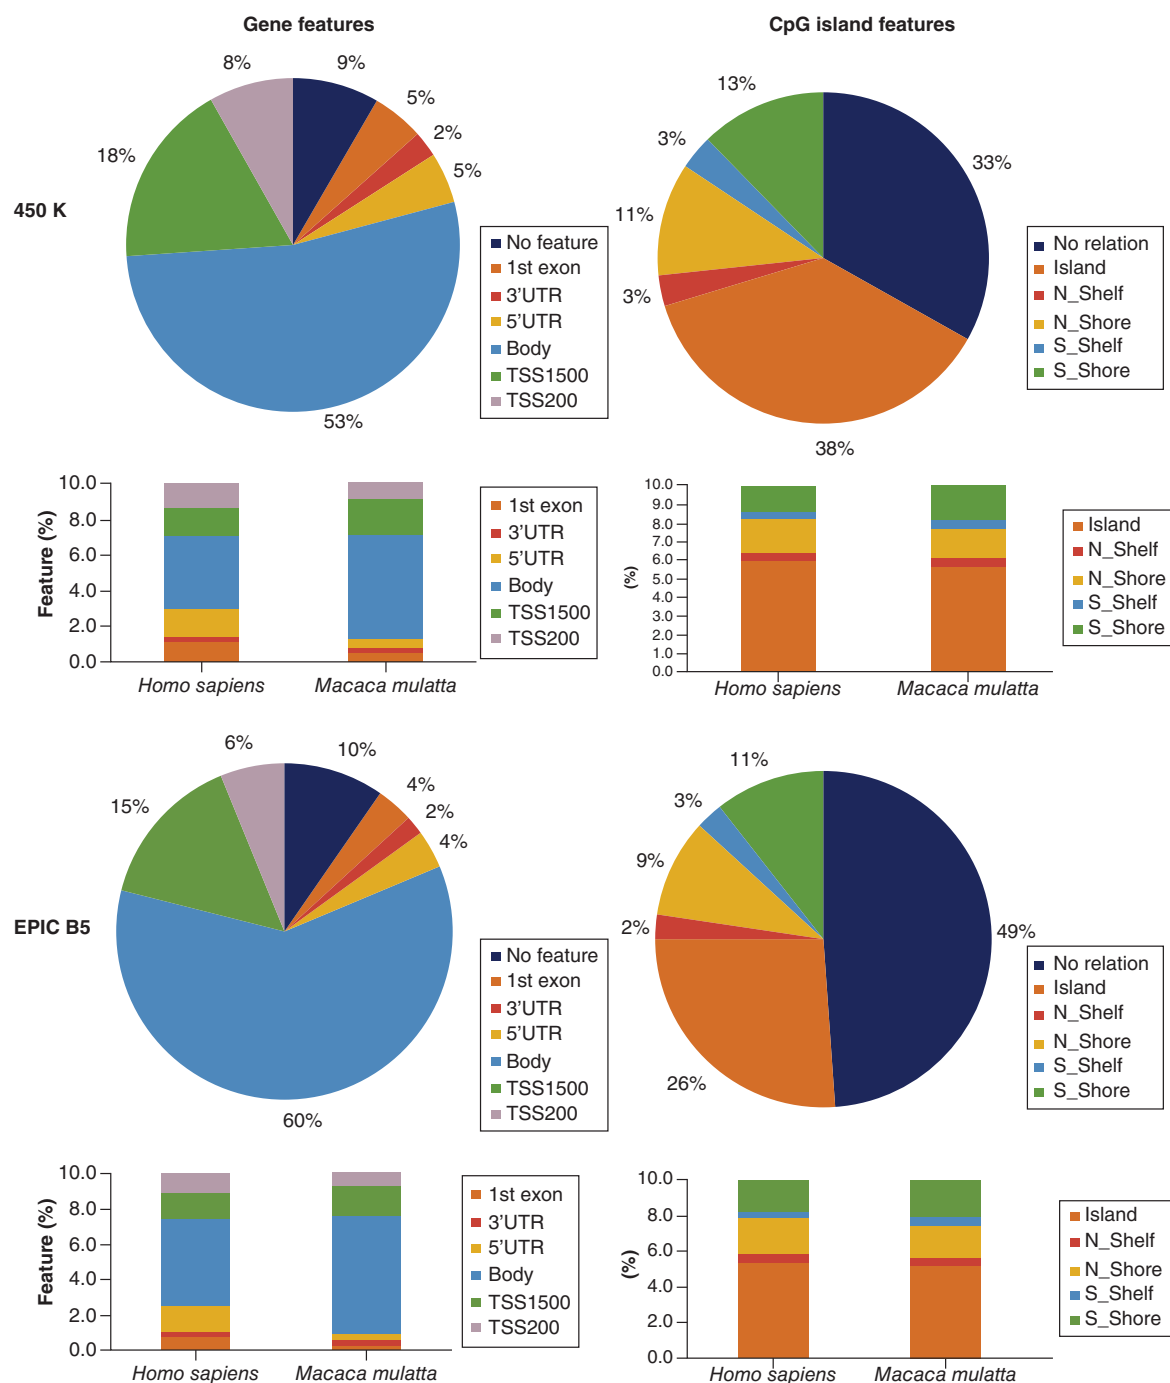 Gene features
CpG island features
450 K
8%
9%
5%
2%
5%
18%
53%
No feature
1st exon
3'UTR
5'UTR
Body
TSS1500
TSS200
13%
3%
11%
3%
33%
38%
No relation
Island
N_Shelf
N_Shore
S_Shelf
S_Shore
Feature (%)
10.0
8.0
6.0
4.0
2.0
0.0
Homo sapiens
Macaca mulatta
1st exon
3'UTR
5'UTR
Body
TSS1500
TSS200
(%)
10.0
9.0
8.0
7.0
6.0
5.0
4.0
3.0
2.0
1.0
0.0
Homo sapiens
Macaca mulatta
Island
N_Shelf
N_Shore
S_Shelf
S_Shore
EPIC B5
6%
10%
4%
2%
4%
15%
60%
No feature
1st exon
3'UTR
5'UTR
Body
TSS1500
TSS200
11%
3%
9%
2%
49%
26%
No relation
Island
N_Shelf
N_Shore
S_Shelf
S_Shore
Feature (%)
10.0
8.0
6.0
4.0
2.0
0.0
Homo sapiens
Macaca mulatta
1st exon
3'UTR
5'UTR
Body
TSS1500
TSS200
(%)
10.0
8.0
6.0
4.0
2.0
0.0
Homo sapiens
Macaca mulatta
Island
N_Shelf
N_Shore
S_Shelf
S_Shore